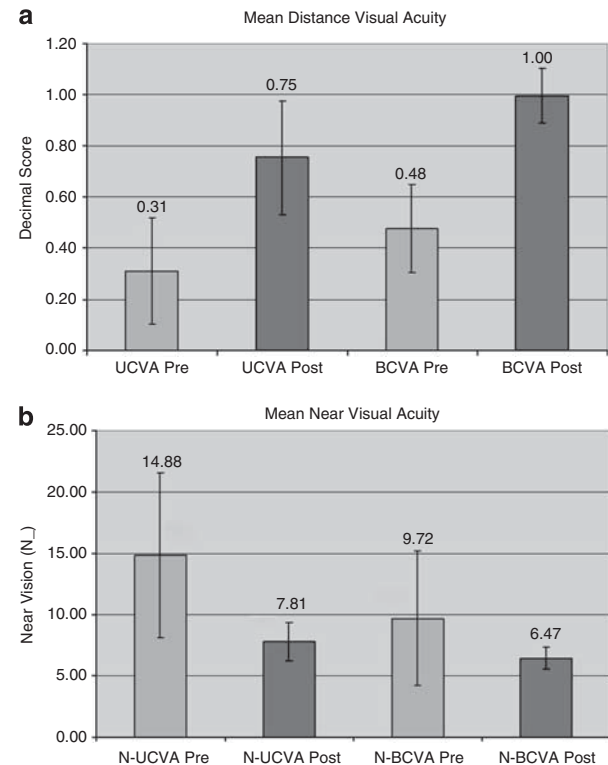 a
Mean Distance Visual Acuity
1.20
1.00
0.80
0.60
0.40
0.20
0.00
Decimal Score
0.31
0.75
0.48
1.00
UCVA Pre
UCVA Post
BCVA Pre
BCVA Post
b
Mean Near Visual Acuity
25.00
20.00
15.00
10.00
5.00
0.00
Near Vision (N_)
14.88
7.81
9.72
6.47
N-UCVA Pre
N-UCVA Post
N-BCVA Pre
N-BCVA Post